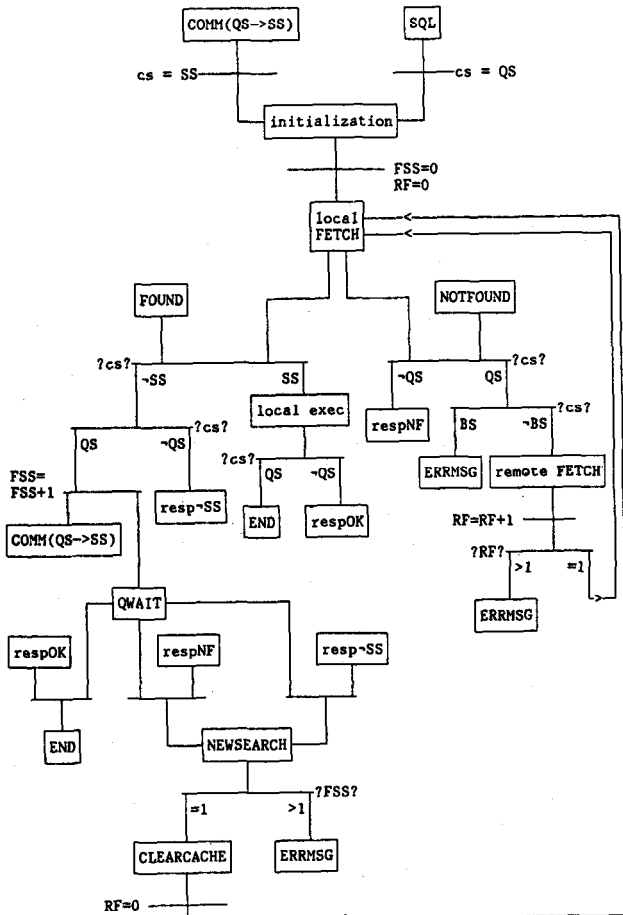 COMM(QS->SS)
SQL
cs = SS
cs = QS
initialization
FSS=0
RF=0
local
FETCH
FOUND
NOTFOUND
?cs?
¬SS
SS
?cs?
¬QS
QS
local exec
respNF
?cs?
QS
¬QS
?cs?
BS
¬BS
FSS=
FSS+1
resp¬SS
?cs?
QS
¬QS
ERRMSG
remote FETCH
COMM(QS->SS)
END
respOK
RF=RF+1
?RF?
>1
=1
ERRMSG
QWAIT
respOK
respNF
resp¬SS
END
NEWSEARCH
?FSS?
=1
>1
CLEARCACHE
ERRMSG
RF=0